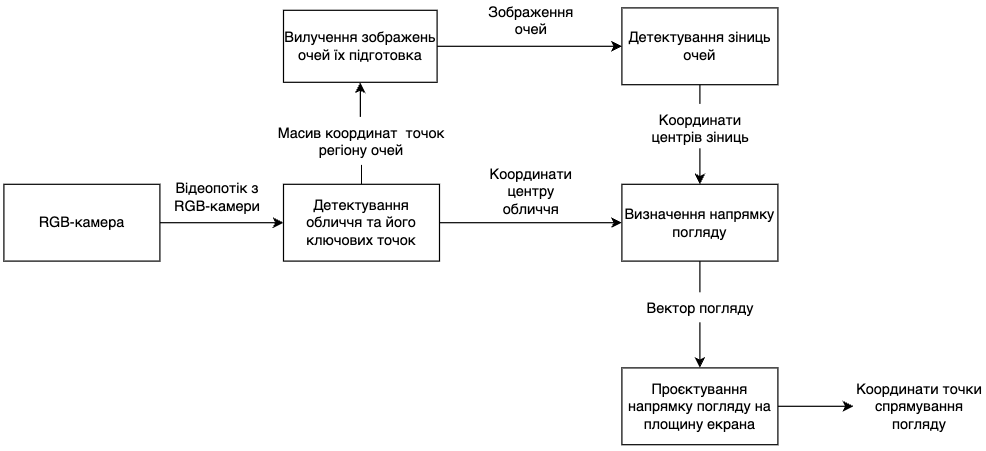 Зображення
очей
Вилучення зображень
очей їх підготовка
Детектування зіниць
очей
Масив координат точок
регіону очей
Координати
центрів зіниць
RGB-камера
Відеопотік з
RGB-камери
Детектування
обличчя та його
ключових точок
Координати
центру
обличчя
Визначення напрямку
погляду
Вектор погляду
Проєктування
напрямку погляду на
площину екрана
Координати точки
спрямування
погляду